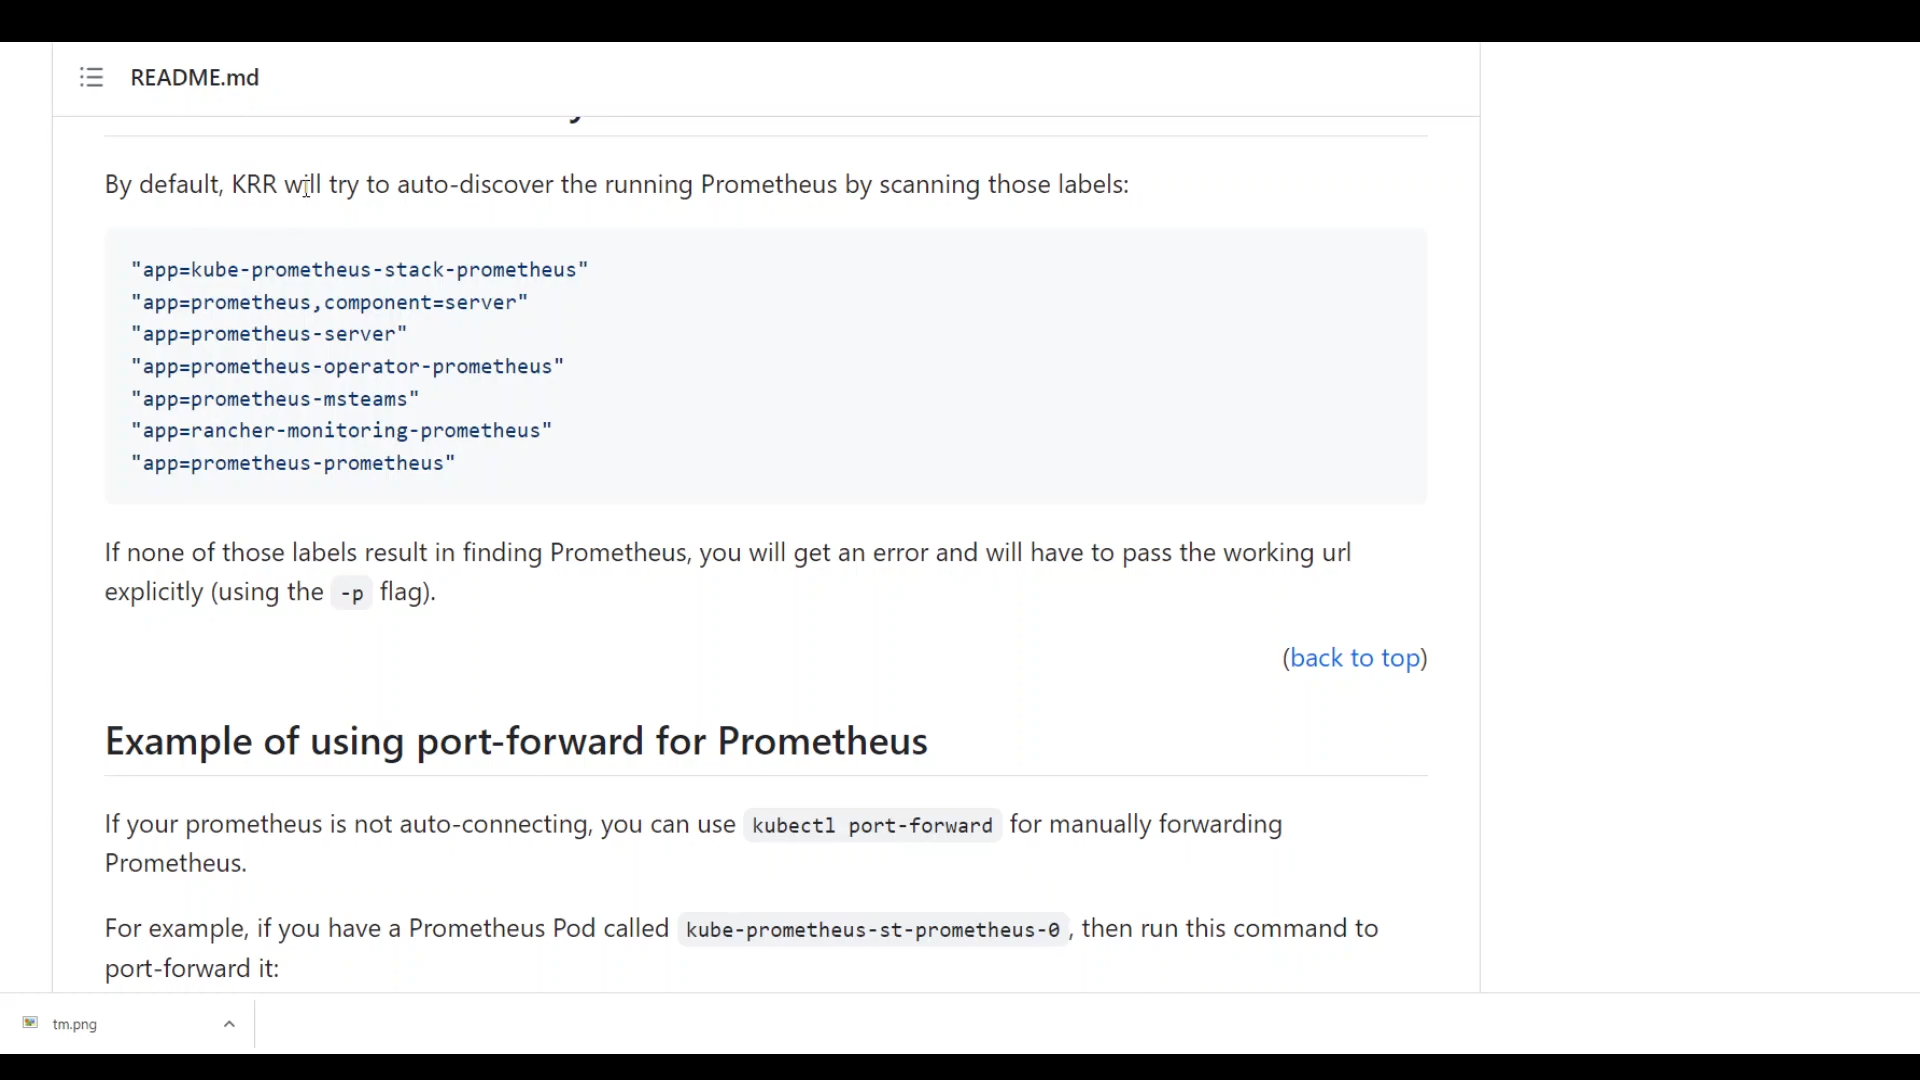 README.md
By default, KRR will try to auto-discover the running Prometheus by scanning those labels:
"app=kube-prometheus-stack-prometheus"
"app=prometheus,component=server"
"app=prometheus-server"
"app=prometheus-operator-prometheus"
"app=prometheus-msteams"
"app=rancher-monitoring-prometheus"
"app=prometheus-prometheus"
If none of those labels result in finding Prometheus, you will get an error and will have to pass the working url
explicitly (using the -p flag).
(back to top)
Example of using port-forward for Prometheus
If your prometheus is not auto-connecting, you can use kubectl port-forward for manually forwarding
Prometheus.
For example, if you have a Prometheus Pod called kube-prometheus-st-prometheus-0, then run this command to
port-forward it:
tm.png